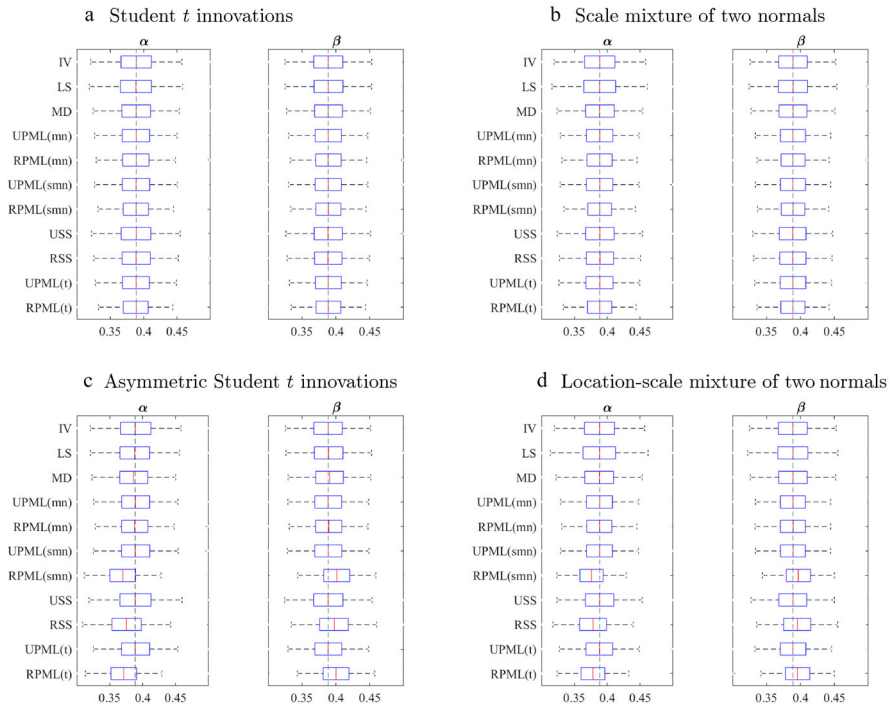 a Student t innovations
b Scale mixture of two normals
α
β
α
β
IV
LS
MD
UPML(mn)
RPML(mn)
UPML(smn)
RPML(smn)
USS
RSS
UPML(t)
RPML(t)
IV
LS
MD
UPML(mn)
RPML(mn)
UPML(smn)
RPML(smn)
USS
RSS
UPML(t)
RPML(t)
0.35 0.4 0.45
0.35 0.4 0.45
0.35 0.4 0.45
0.35 0.4 0.45
c Asymmetric Student t innovations
d Location-scale mixture of two normals
α
β
α
β
IV
LS
MD
UPML(mn)
RPML(mn)
UPML(smn)
RPML(smn)
USS
RSS
UPML(t)
RPML(t)
IV
LS
MD
UPML(mn)
RPML(mn)
UPML(smn)
RPML(smn)
USS
RSS
UPML(t)
RPML(t)
0.35 0.4 0.45
0.35 0.4 0.45
0.35 0.4 0.45
0.35 0.4 0.45